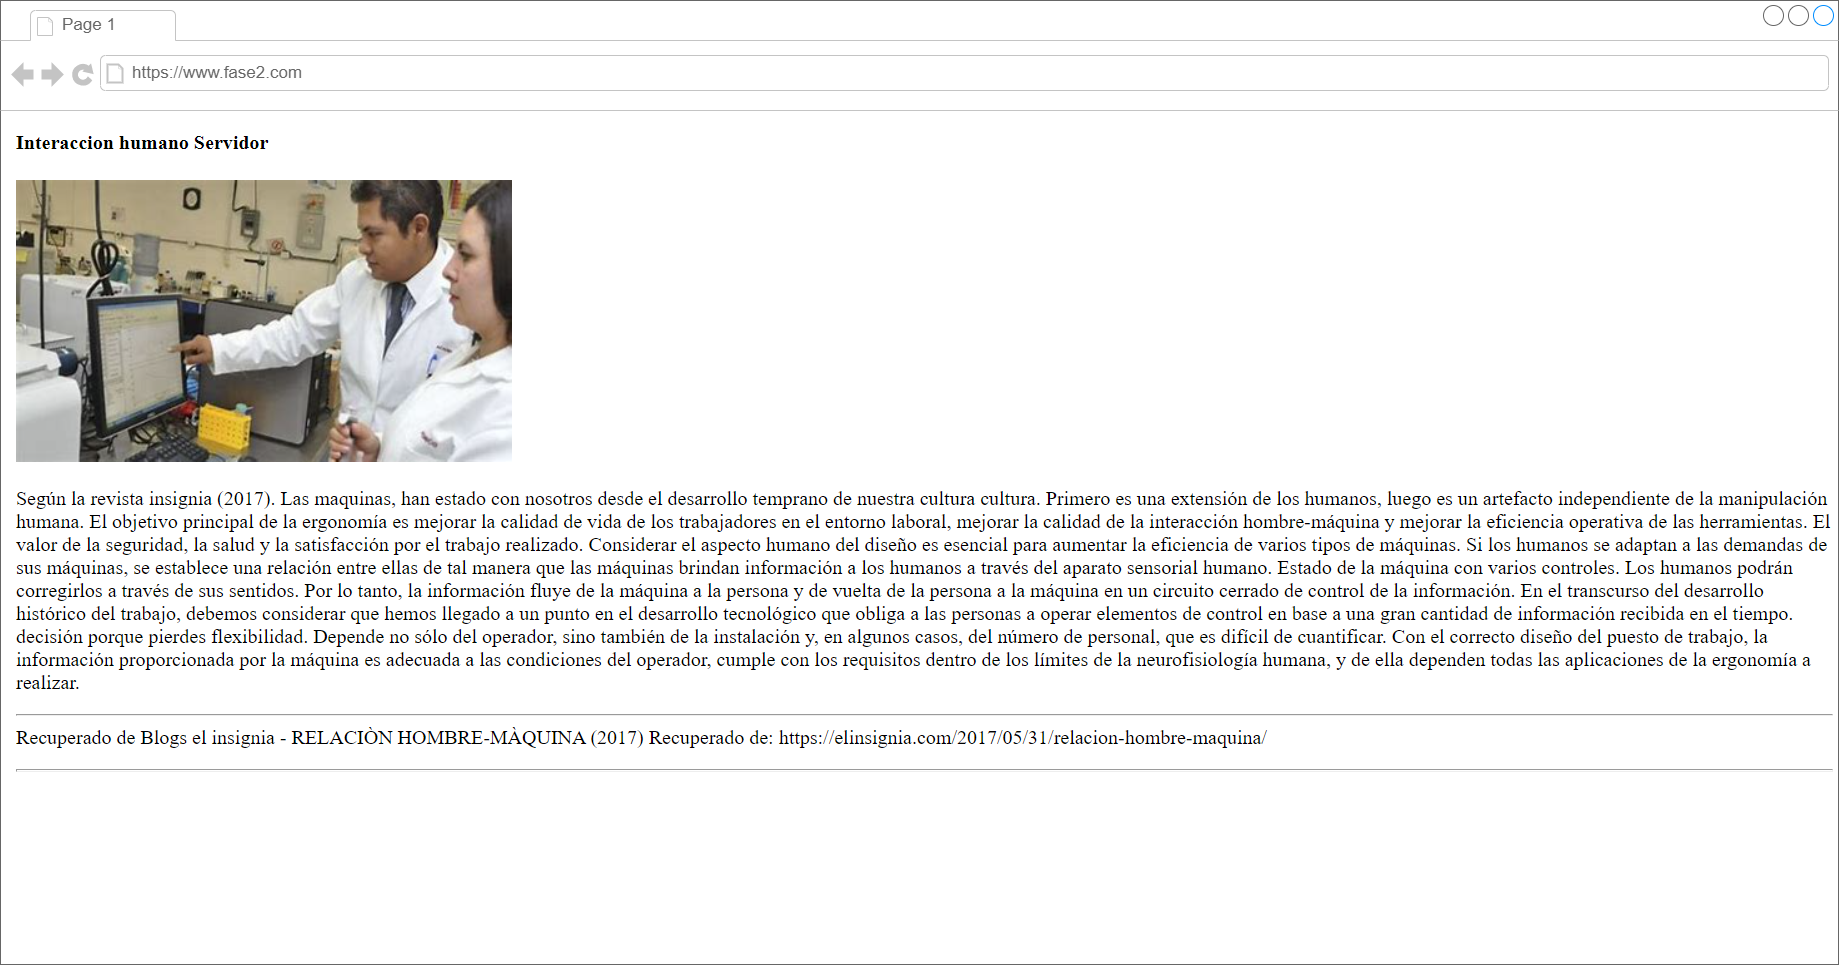 Page 1
https://www.fase2.com
Interaccion humano Servidor
Según la revista insignia (2017). Las maquinas, han estado con nosotros desde el desarrollo temprano de nuestra cultura cultura. Primero es una extensión de los humanos, luego es un artefacto independiente de la manipulación
humana. El objetivo principal de la ergonomía es mejorar la calidad de vida de los trabajadores en el entorno laboral, mejorar la calidad de la interacción hombre-máquina y mejorar la eficiencia operativa de las herramientas. El
valor de la seguridad, la salud y la satisfacción por el trabajo realizado. Considerar el aspecto humano del diseño es esencial para aumentar la eficiencia de varios tipos de máquinas. Si los humanos se adaptan a las demandas de
sus máquinas, se establece una relación entre ellas de tal manera que las máquinas brindan información a los humanos a través del aparato sensorial humano. Estado de la máquina con varios controles. Los humanos podrán
corregirlos a través de sus sentidos. Por lo tanto, la información fluye de la máquina a la persona y de vuelta de la persona a la máquina en un circuito cerrado de control de la información. En el transcurso del desarrollo
histórico del trabajo, debemos considerar que hemos llegado a un punto en el desarrollo tecnológico que obliga a las personas a operar elementos de control en base a una gran cantidad de información recibida en el tiempo.
decisión porque pierdes flexibilidad. Depende no sólo del operador, sino también de la instalación y, en algunos casos, del número de personal, que es difícil de cuantificar. Con el correcto diseño del puesto de trabajo, la
información proporcionada por la máquina es adecuada a las condiciones del operador, cumple con los requisitos dentro de los límites de la neurofisiología humana, y de ella dependen todas las aplicaciones de la ergonomía a
realizar.
Recuperado de Blogs el insignia - RELACIÒN HOMBRE-MÀQUINA (2017) Recuperado de: https://elinsignia.com/2017/05/31/relacion-hombre-maquina/